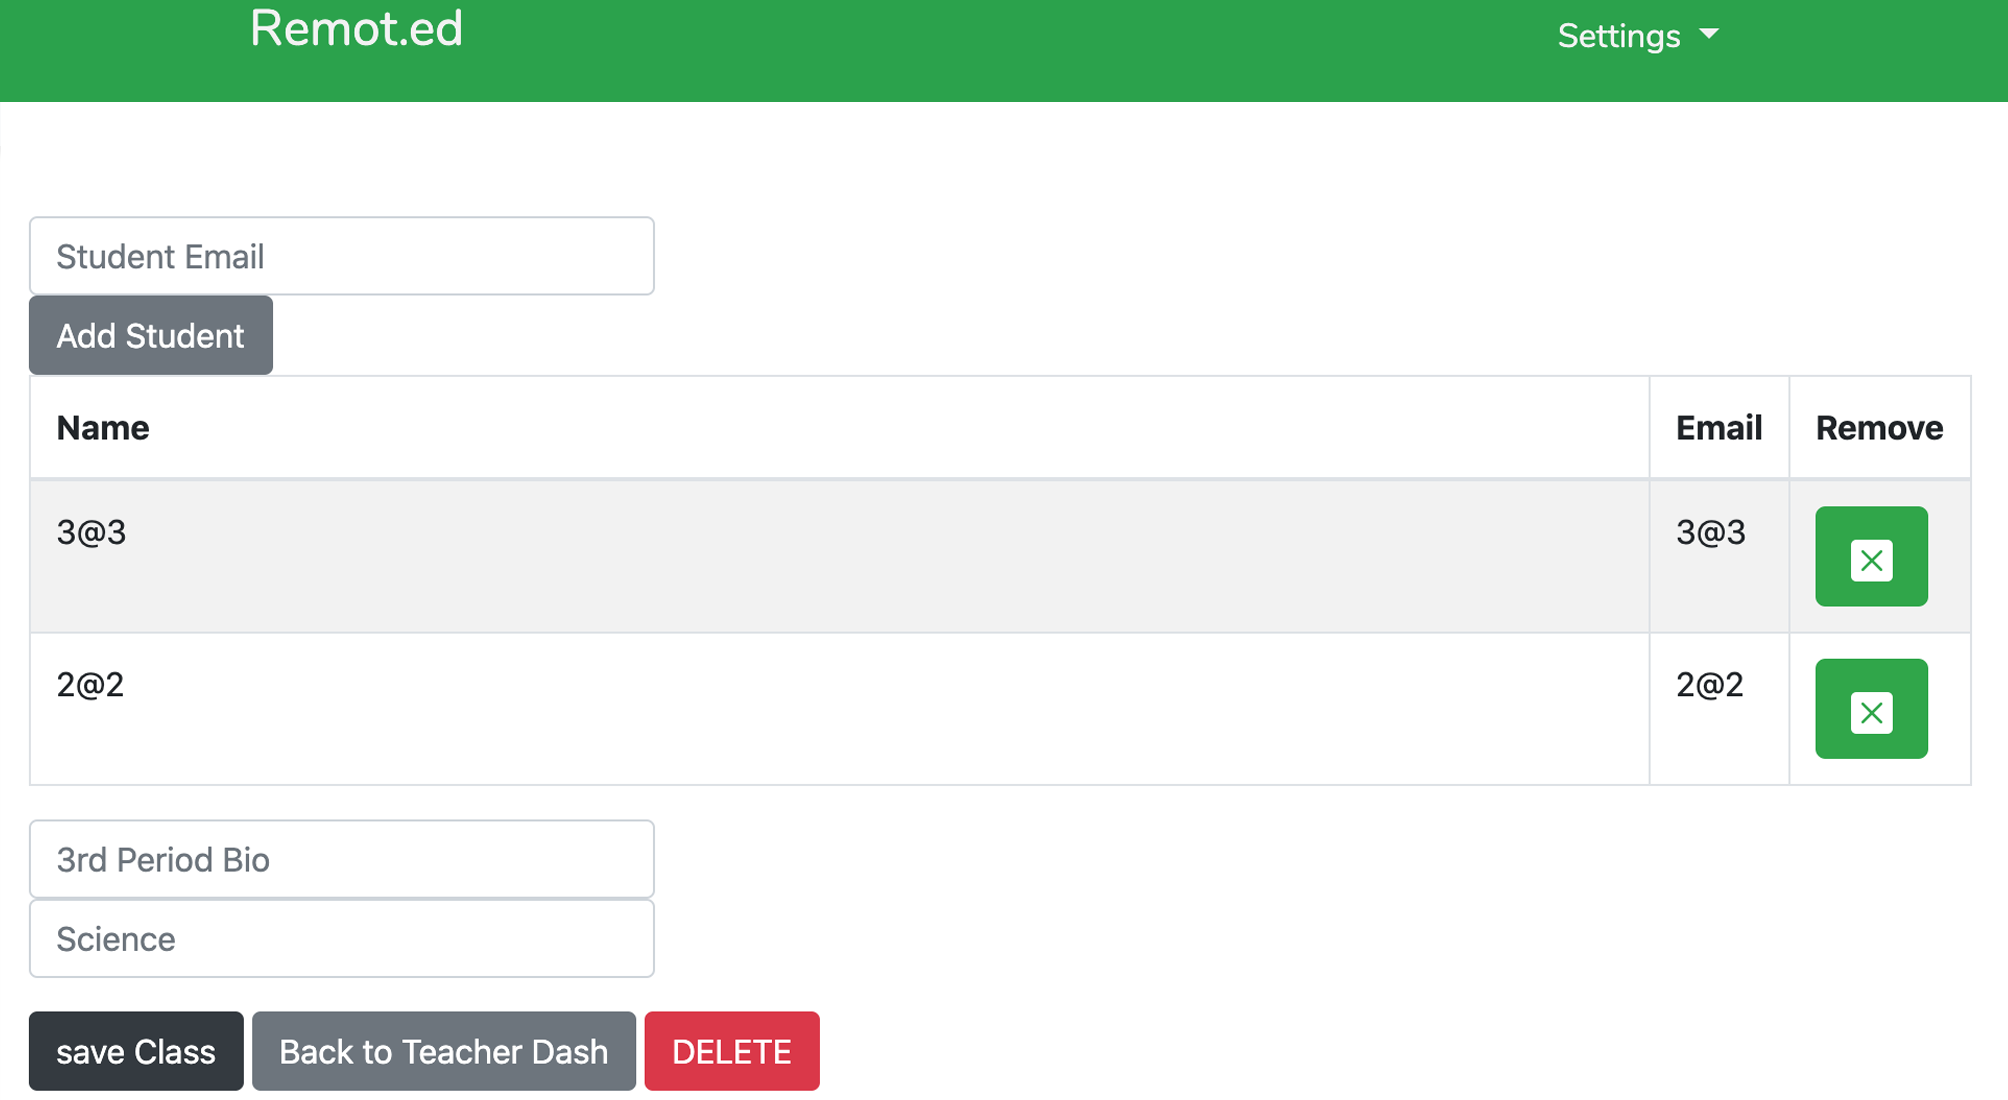 Remot.ed Settings
Student Email
Add Student
Name Email Remove
3@3 3@3
2@2 2@2
3rd Period Bio
Science
save Class Back to Teacher Dash DELETE